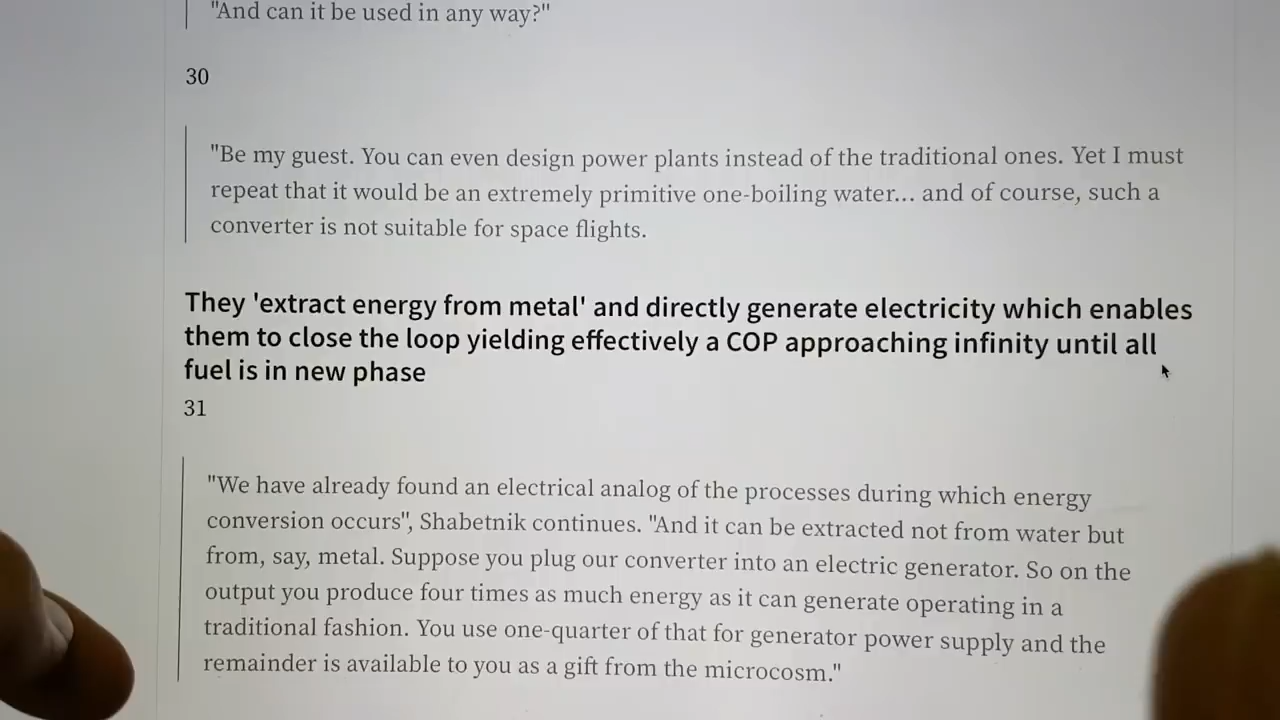 "And can it be used in any way?"
30
"Be my guest. You can even design power plants instead of the traditional ones. Yet I must
repeat that it would be an extremely primitive one-boiling water... and of course, such a
converter is not suitable for space flights.
They 'extract energy from metal' and directly generate electricity which enables
them to close the loop yielding effectively a COP approaching infinity until all
fuel is in new phase
31
"We have already found an electrical analog of the processes during which energy
conversion occurs", Shabetnik continues. "And it can be extracted not from water but
from, say, metal. Suppose you plug our converter into an electric generator. So on the
output you produce four times as much energy as it can generate operating in a
traditional fashion. You use one-quarter of that for generator power supply and the
remainder is available to you as a gift from the microcosm."